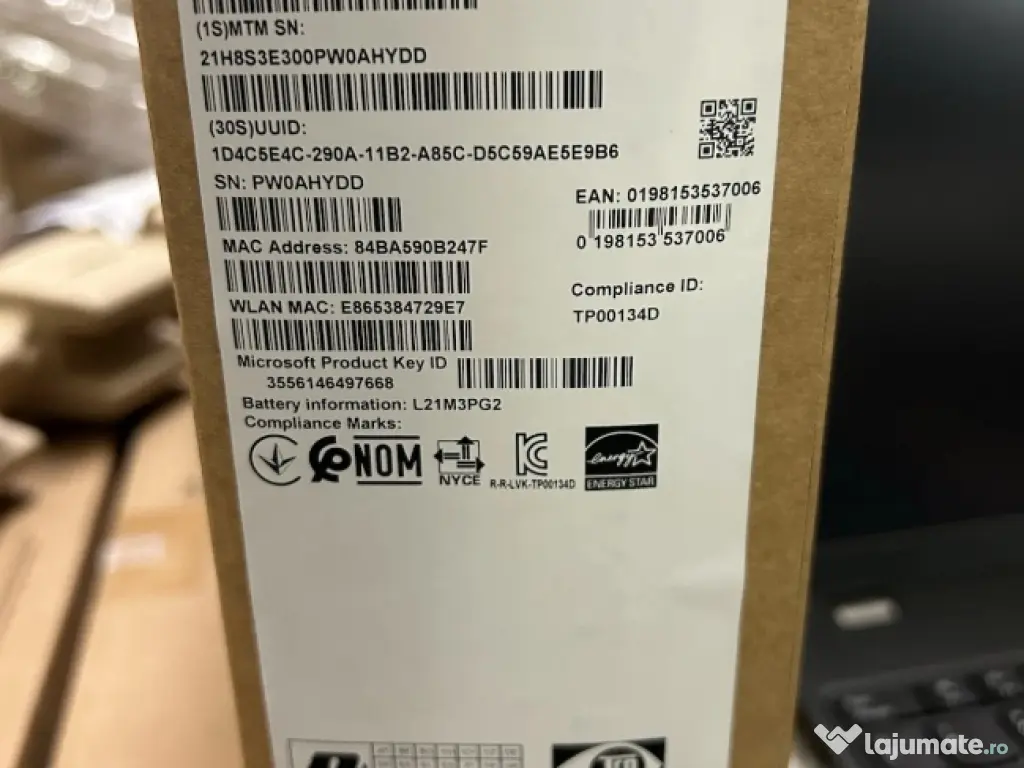 (1S)MTM SN:
21H8S3E300PW0AHYDD
(30S)UUID:
1D4C5E4C-290A-11B2-A85C-D5C59AE5E9B6
SN: PW0AHYDD
EAN: 0198153537006
0 198153 537006
MAC Address: 84BA590B247F
Compliance ID:
TP00134D
WLAN MAC: E865384729E7
Microsoft Product Key ID
3556146497668
Battery information: L21M3PG2
Compliance Marks:
NOM
NYCE
R-R-LVK-TP00134D
energy
ENERGY STAR
lajumate.ro